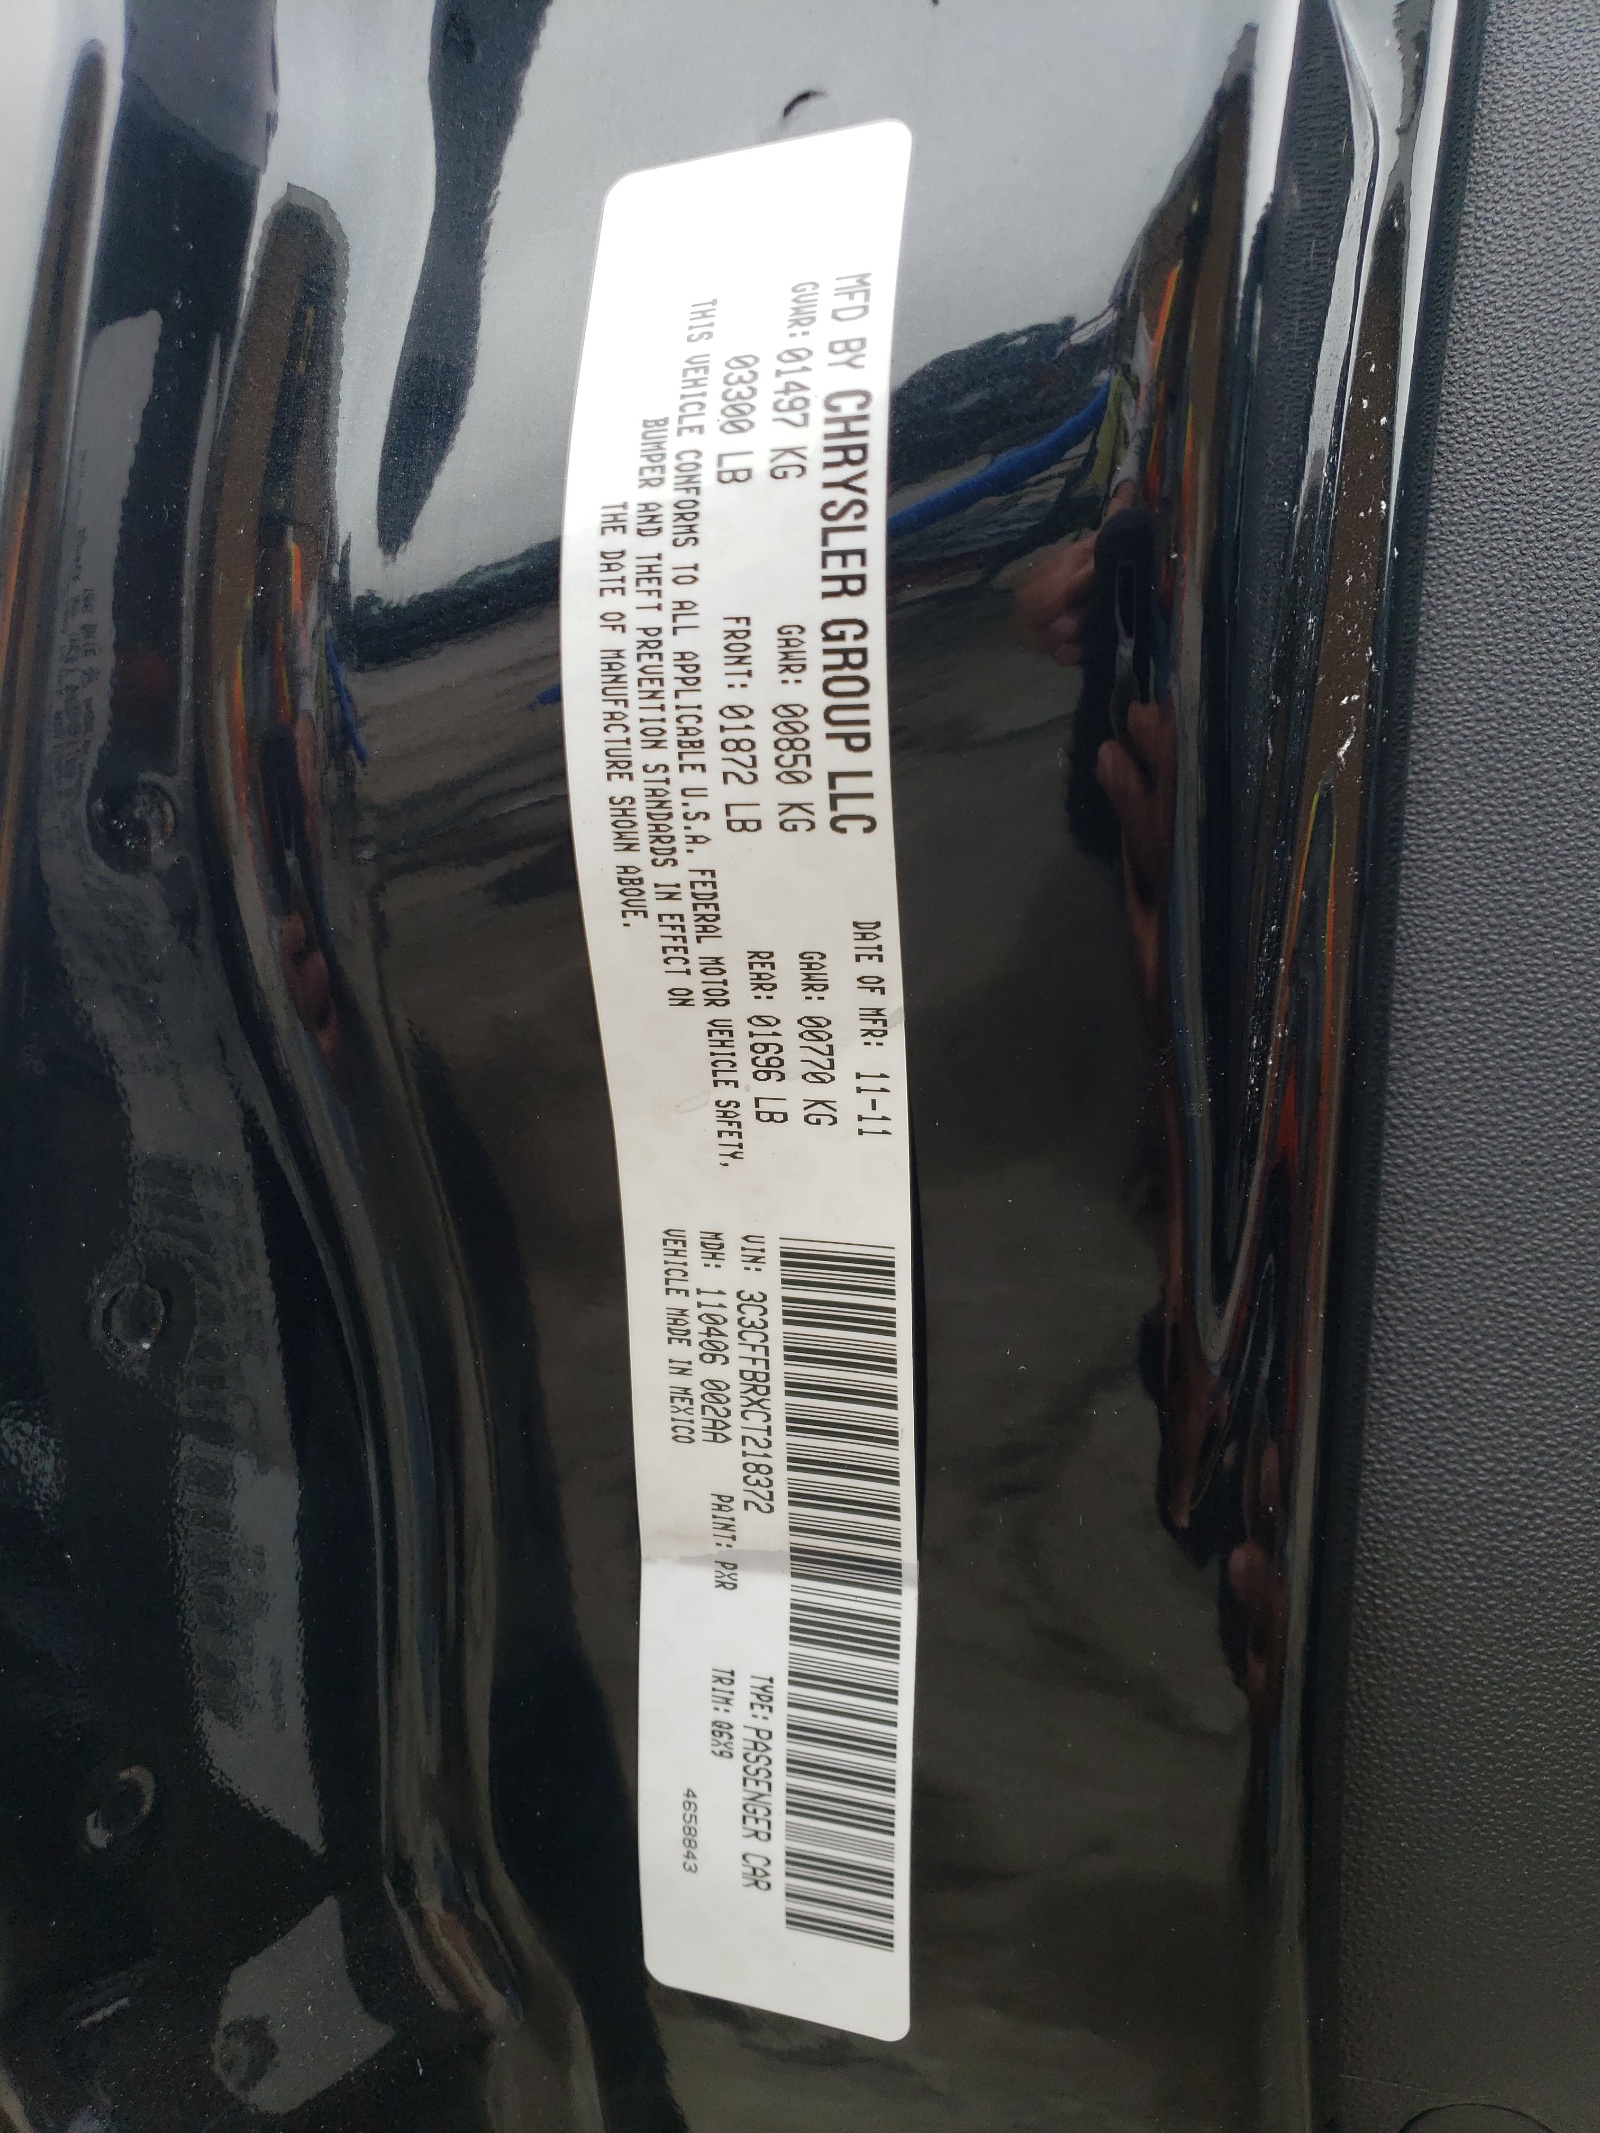 MFD BY CHRYSLER GROUP LLC DATE OF MFR: 11-11
GVWR: 01497 KG GAWR: 00850 KG GAWR: 00770 KG
03300 LB FRONT: 01872 LB REAR: 01696 LB
THIS VEHICLE CONFORMS TO ALL APPLICABLE U.S.A. FEDERAL MOTOR VEHICLE SAFETY,
BUMPER AND THEFT PREVENTION STANDARDS IN EFFECT ON
THE DATE OF MANUFACTURE SHOWN ABOVE.
VIN: 3C3CFFBRXCT218372 TYPE: PASSENGER CAR
MDH: 110406 002AA PAINT: PXR TRIM: Q6X9
VEHICLE MADE IN MEXICO 4658843